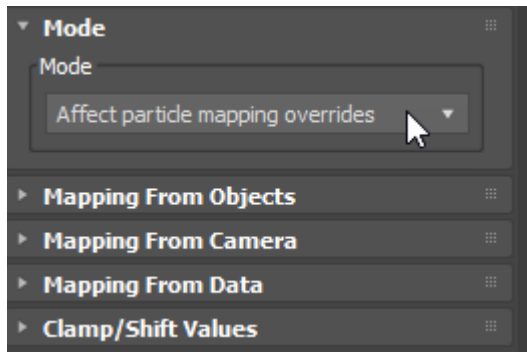 Mode
Mode
Affect particle mapping overrides
Mapping From Objects
Mapping From Camera
Mapping From Data
Clamp/Shift Values